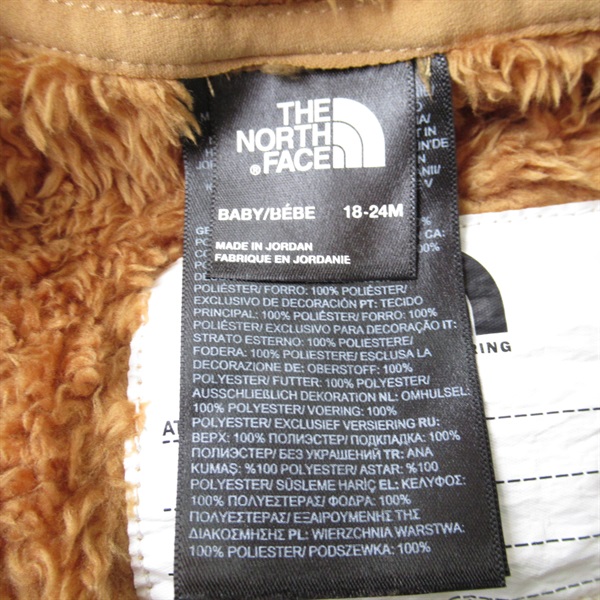 THE
NORTH
FACE
®
BABY/BÉBÉ 18-24M
MADE IN JORDAN
FABRIQUE EN JORDANIE
POLIÉSTER/ FORRO: 100% POLIÉSTER/
EXCLUSIVO DE DECORACIÓN PT: TECIDO
PRINCIPAL: 100% POLIÉSTER/ FORRO: 100%
POLIÉSTER/ EXCLUSIVO PARA DECORAÇÃO IT:
STRATO ESTERNO: 100% POLIESTERE/
FODERA: 100% POLIESTERE/ ESCLUSA LA
DECORAZIONE DE: OBERSTOFF: 100%
POLYESTER/ FUTTER: 100% POLYESTER/
AUSSCHLIEẞLICH DEKORATION NL: OMHULSEL:
100% POLYESTER/ VOERING: 100%
POLYESTER/ EXCLUSIEF VERSIERING RU:
ВЕРХ: 100% ПОЛИЭСТЕР/ ПОДКЛАДКА: 100%
ПОЛИЭСТЕР/ БЕЗ УКРАШЕНИЙ TR: ANA
KUMAŞ: %100 POLYESTER/ ASTAR: %100
POLYESTER/ SÜSLEME HARİÇ EL: ΚΕΛΥΦΟΣ:
100% ΠΟΛΥΕΣΤΕΡΑΣ/ ΦΟΔΡΑ: 100%
ΠΟΛΥΕΣΤΕΡΑΣ/ ΕΞΑΙΡΟΥΜΕΝΗΣ ΤΗΣ
ΔΙΑΚΟΣΜΗΣΗΣ PL: WIERZCHNIA WARSTWA:
100% POLIESTER/ PODSZEWKA: 100%